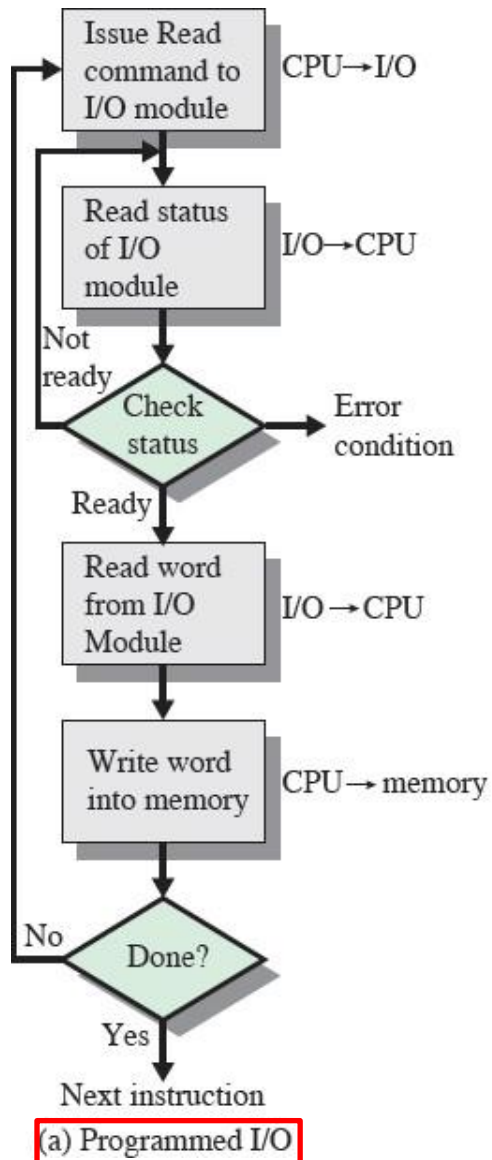 Issue Read
command to
I/O module
CPU→I/O
Read status
of I/O
module
I/O→CPU
Not
ready
Check
status
Error
condition
Ready
Read word
from I/O
Module
I/O→CPU
Write word
into memory
CPU→memory
No
Done?
Yes
Next instruction
(a) Programmed I/O